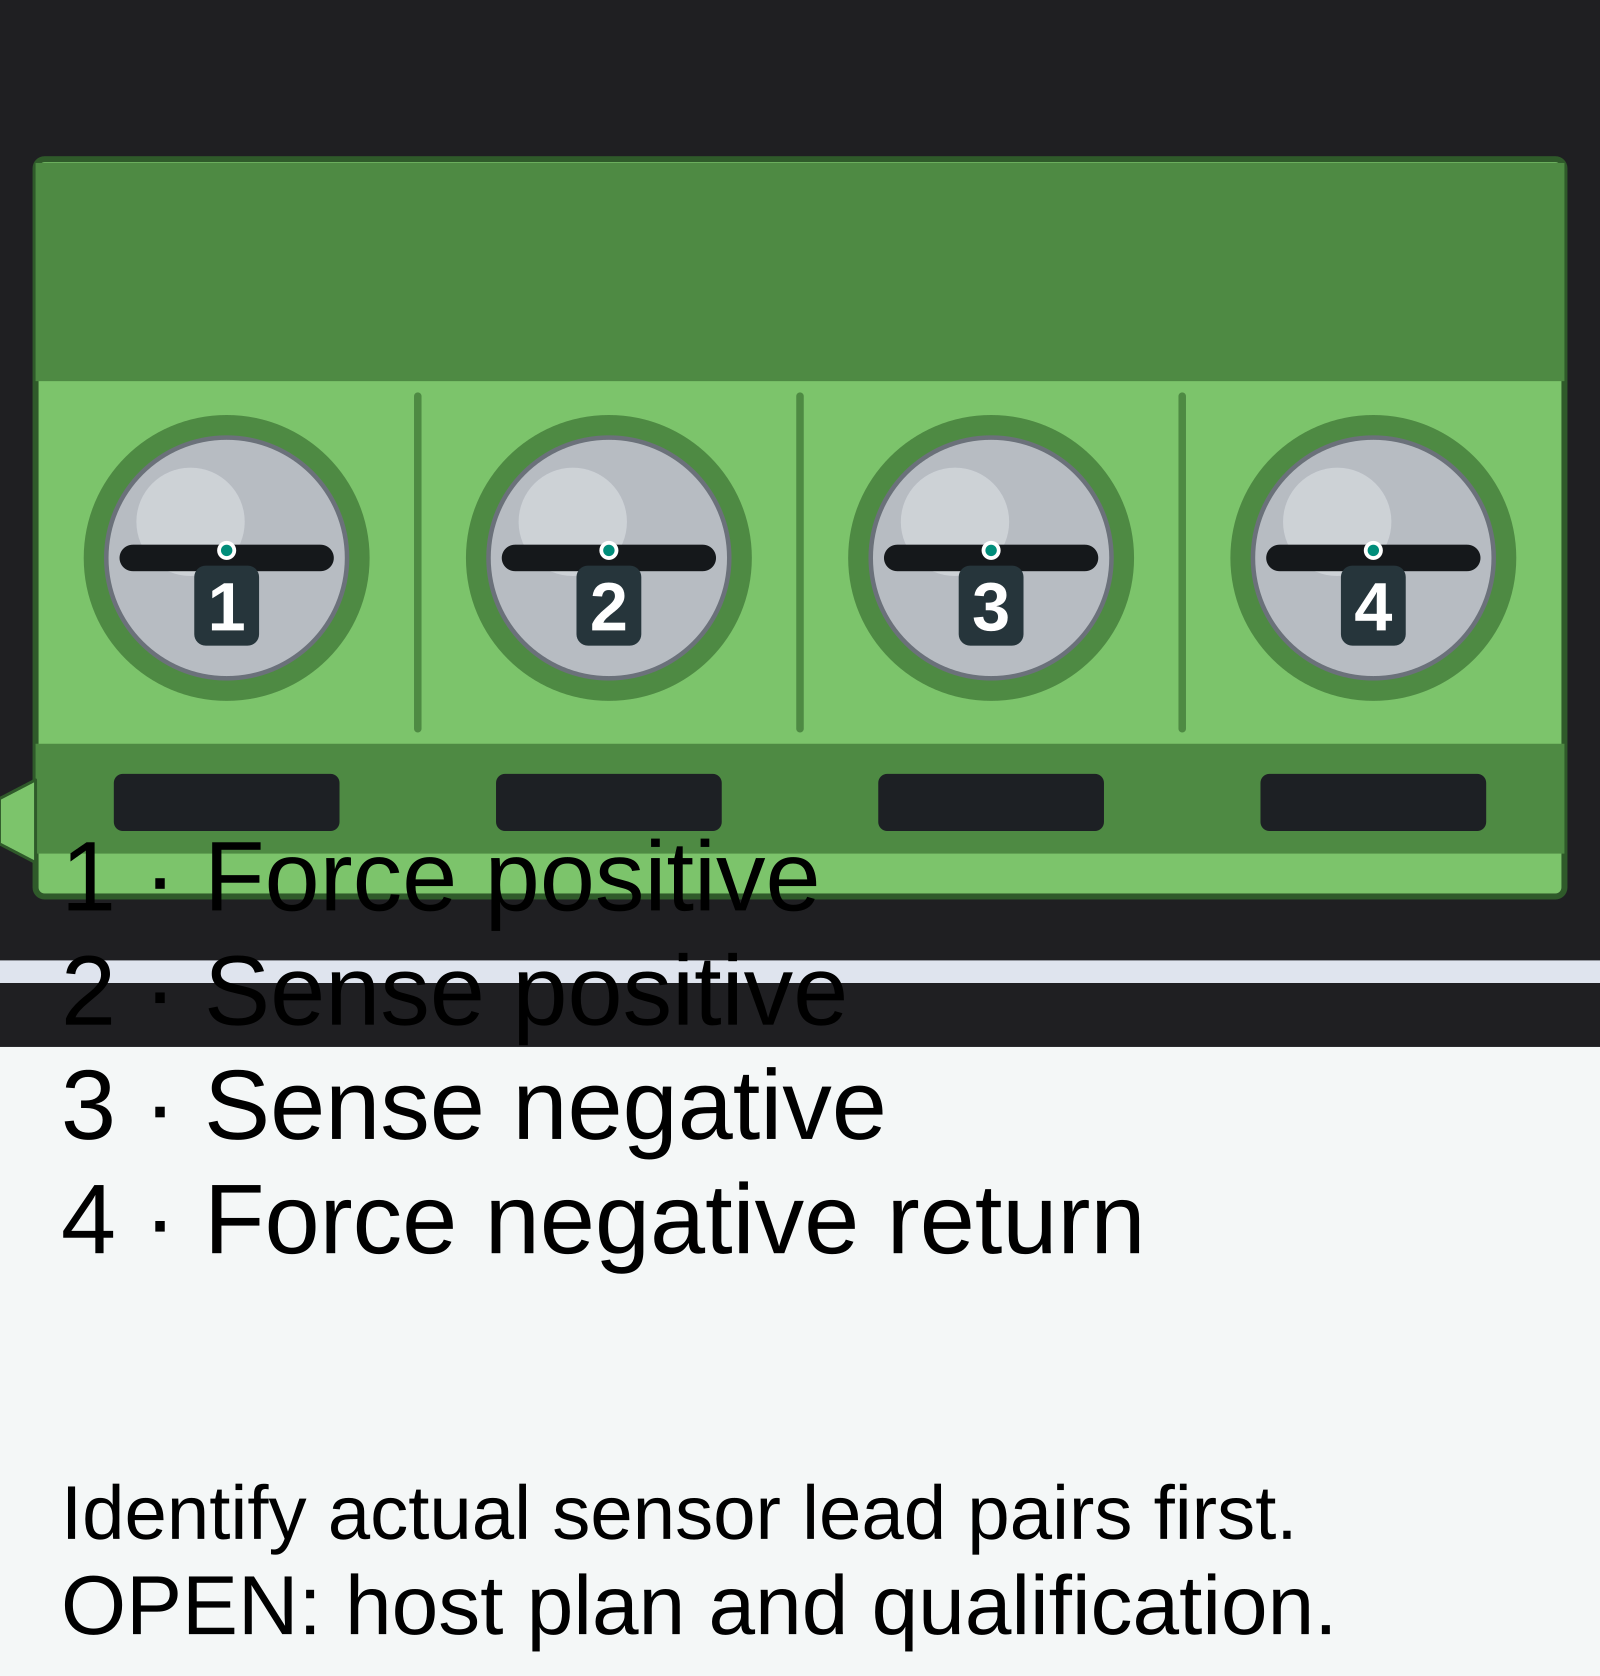 1 2 3 4
1 · Force positive
2 · Sense positive
3 · Sense negative
4 · Force negative return
Identify actual sensor lead pairs first.
OPEN: host plan and qualification.